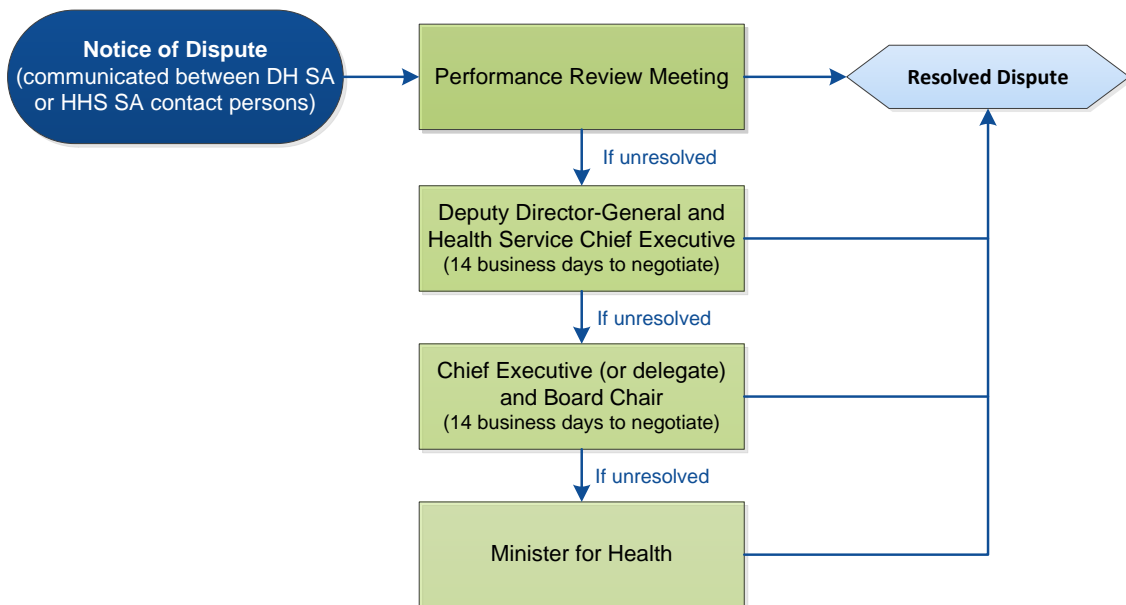 Notice of Dispute
(communicated between DH SA
or HHS SA contact persons)
Performance Review Meeting
Resolved Dispute
If unresolved
Deputy Director-General and
Health Service Chief Executive
(14 business days to negotiate)
If unresolved
Chief Executive (or delegate)
and Board Chair
(14 business days to negotiate)
If unresolved
Minister for Health